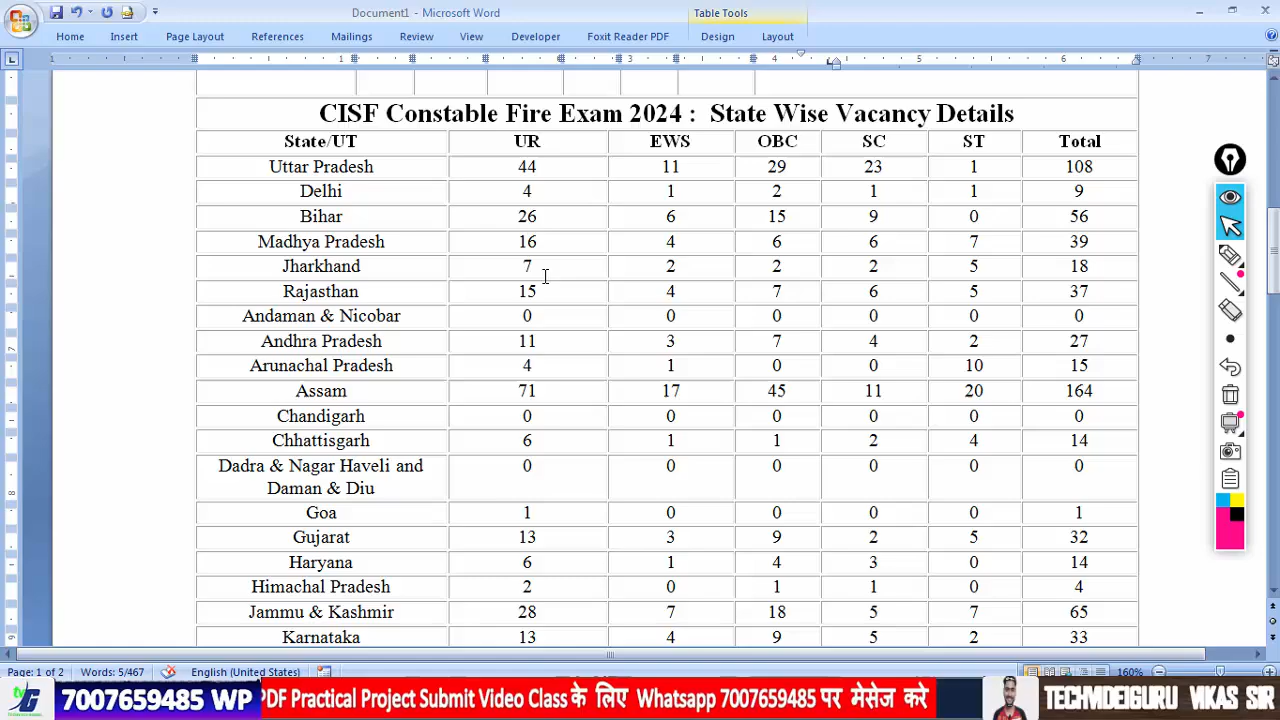 Document1 - Microsoft Word
Table Tools
Home Insert Page Layout References Mailings Review View Developer Foxit Reader PDF Design Layout
1 1 3 4 5 6 7
CISF Constable Fire Exam 2024 : State Wise Vacancy Details
State/UT UR EWS OBC SC ST Total
Uttar Pradesh 44 11 29 23 1 108
Delhi 4 1 2 1 1 9
Bihar 26 6 15 9 0 56
Madhya Pradesh 16 4 6 6 7 39
Jharkhand 7 2 2 2 5 18
Rajasthan 15 4 7 6 5 37
Andaman & Nicobar 0 0 0 0 0 0
Andhra Pradesh 11 3 7 4 2 27
Arunachal Pradesh 4 1 0 0 10 15
Assam 71 17 45 11 20 164
Chandigarh 0 0 0 0 0 0
Chhattisgarh 6 1 1 2 4 14
Dadra & Nagar Haveli and 0 0 0 0 0 0
Daman & Diu
Goa 1 0 0 0 0 1
Gujarat 13 3 9 2 5 32
Haryana 6 1 4 3 0 14
Himachal Pradesh 2 0 1 1 0 4
Jammu & Kashmir 28 7 18 5 7 65
Karnataka 13 4 9 5 2 33
Page: 1 of 2 Words: 5/467 English (United States) 160%
7007659485 WP PDF Practical Project Submit Video Class के लिए Whatsapp 7007659485 पर मेसेज करे TECHMDEIGURU VIKAS SIR